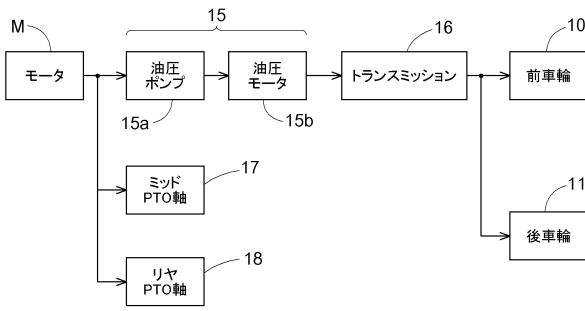 15
M
16
10
モータ
油圧
ポンプ
油圧
モータ
トランスミッション
前車輪
15a
15b
17
ミッド
PTO軸
11
後車輪
18
リヤ
PTO軸